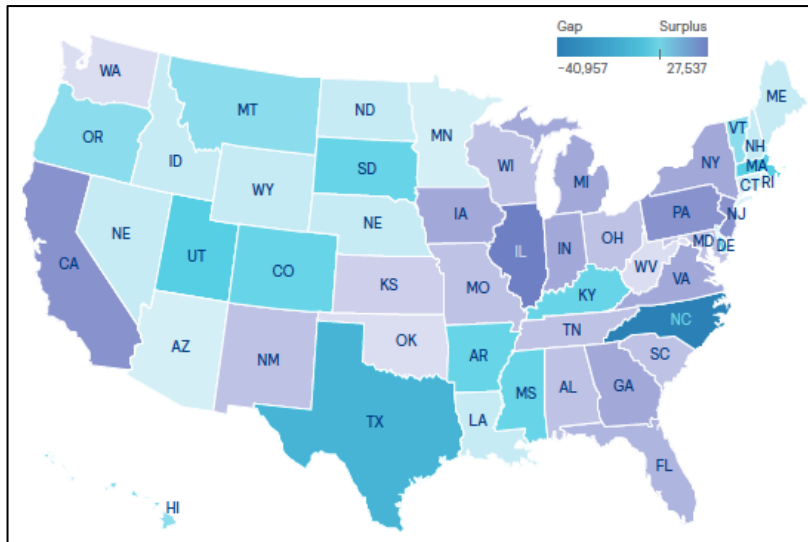 Gap Surplus
−40,957 27,537
WA
ME
MT
ND
VT
OR
MN
NH
ID
SD
WI
NY
MA
WY
MI
CT RI
IA
PA
NJ
NE
NE
OH
MD
DE
IL
IN
UT
CA
CO
WV
VA
KS
MO
KY
NC
TN
OK
AZ
NM
AR
SC
MS
AL
GA
TX
LA
FL
HI